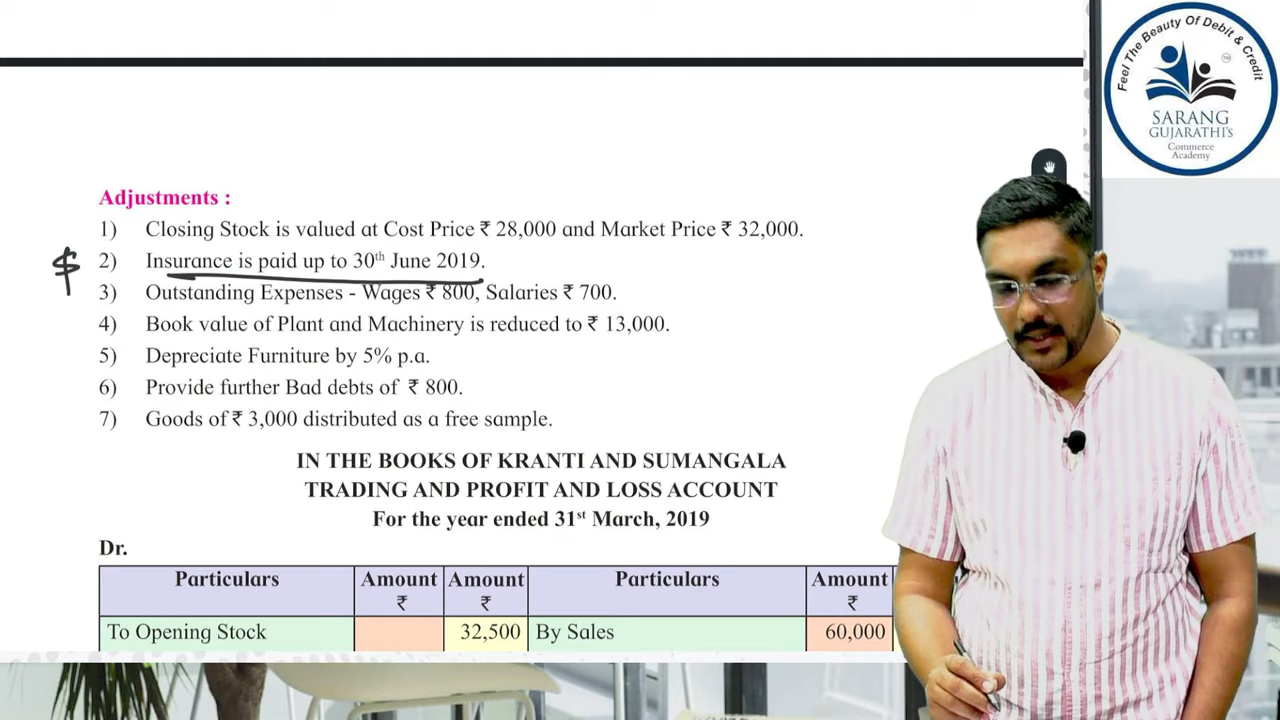 Feel The Beauty Of Debit & Credit
TM
SARANG
GUJARATHI'S
Commerce
Academy
Adjustments :
1) Closing Stock is valued at Cost Price ₹ 28,000 and Market Price ₹ 32,000.
2) Insurance is paid up to 30th June 2019.
3) Outstanding Expenses - Wages ₹ 800, Salaries ₹ 700.
4) Book value of Plant and Machinery is reduced to ₹ 13,000.
5) Depreciate Furniture by 5% p.a.
6) Provide further Bad debts of ₹ 800.
7) Goods of ₹ 3,000 distributed as a free sample.
IN THE BOOKS OF KRANTI AND SUMANGALA
TRADING AND PROFIT AND LOSS ACCOUNT
For the year ended 31st March, 2019
Dr.
Particulars Amount ₹ Amount ₹ Particulars Amount ₹
To Opening Stock 32,500 By Sales 60,000